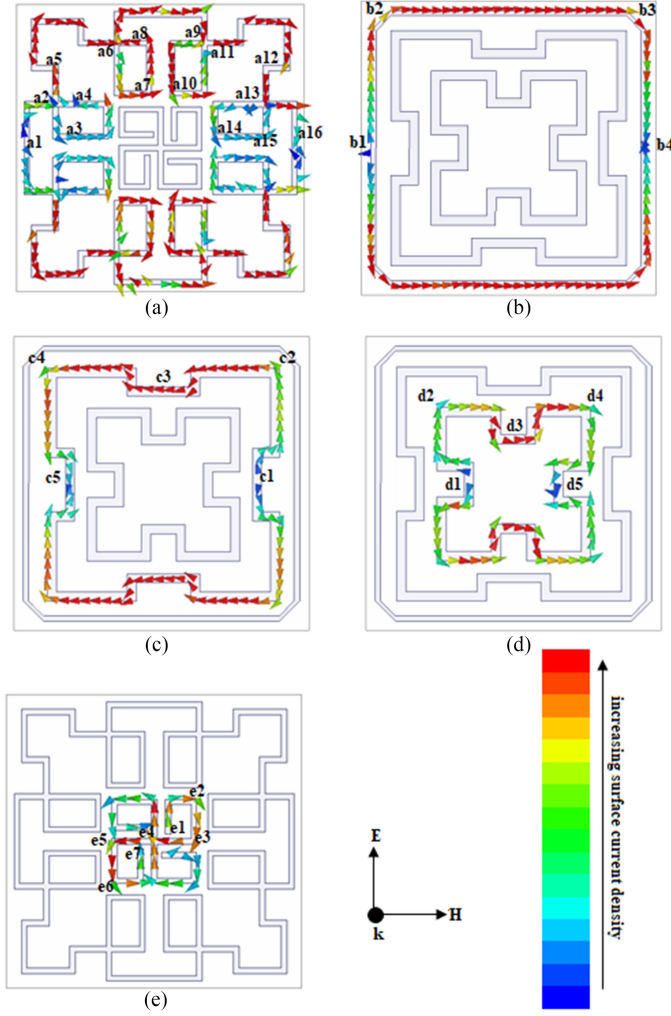 a8 a9
a5 a6 a11 a12
a7 a10
a2 a4 a13
a3 a14
a1 a15 a16
(a)
b2 b3
b1 b4
(b)
c4 c3 c2
c5 c1
(c)
d2 d3 d4
d1 d5
(d)
e2
e5 e4 e1 e3
e7
e6
(e)
E
H
k
increasing surface current density